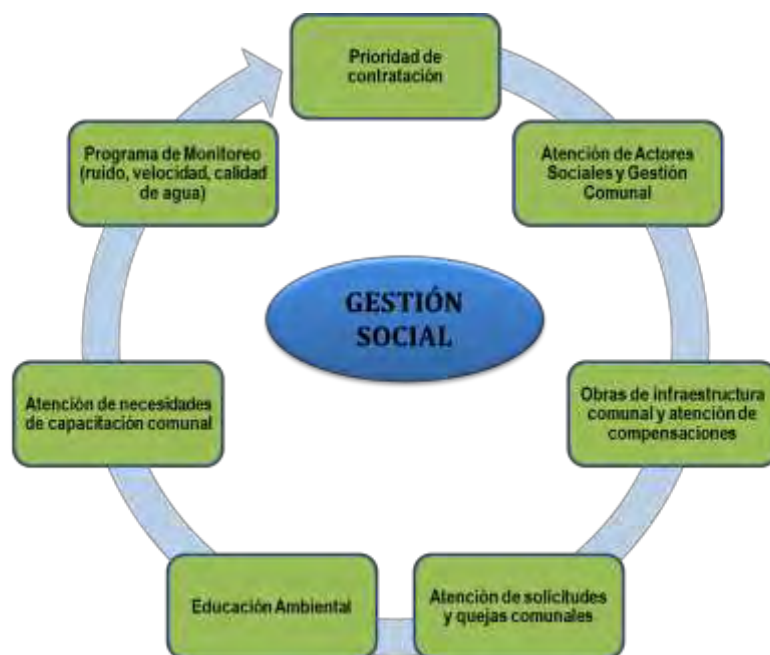 Prioridad de
contratación
Atención de Actores
Sociales y Gestión
Comunal
Obras de infraestructura
comunal y atención de
compensaciones
Atención de solicitudes
y quejas comunales
Educación Ambiental
Atención de necesidades
de capacitación comunal
Programa de Monitoreo
(ruido, velocidad, calidad
de agua)
GESTIÓN
SOCIAL